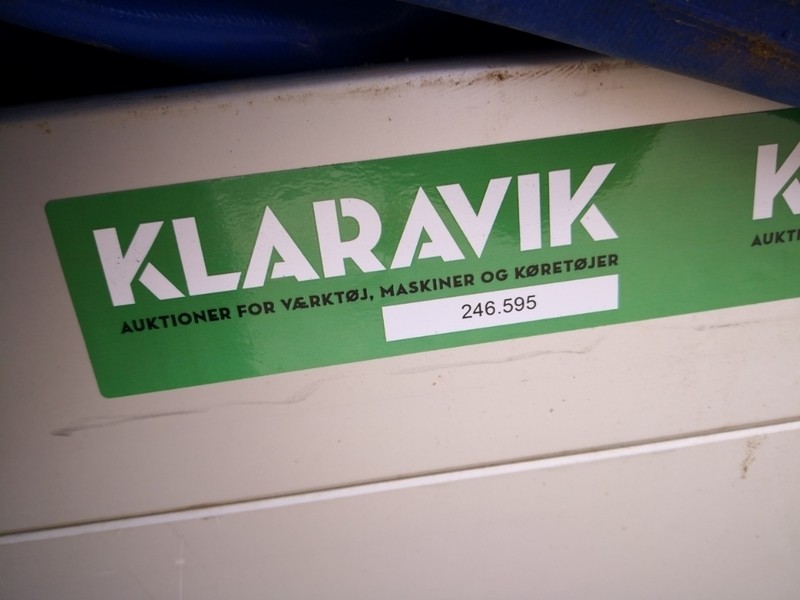 KLARAVIK
AUKTIONER FOR VÆRKTØJ, MASKINER OG KØRETØJER
246.595